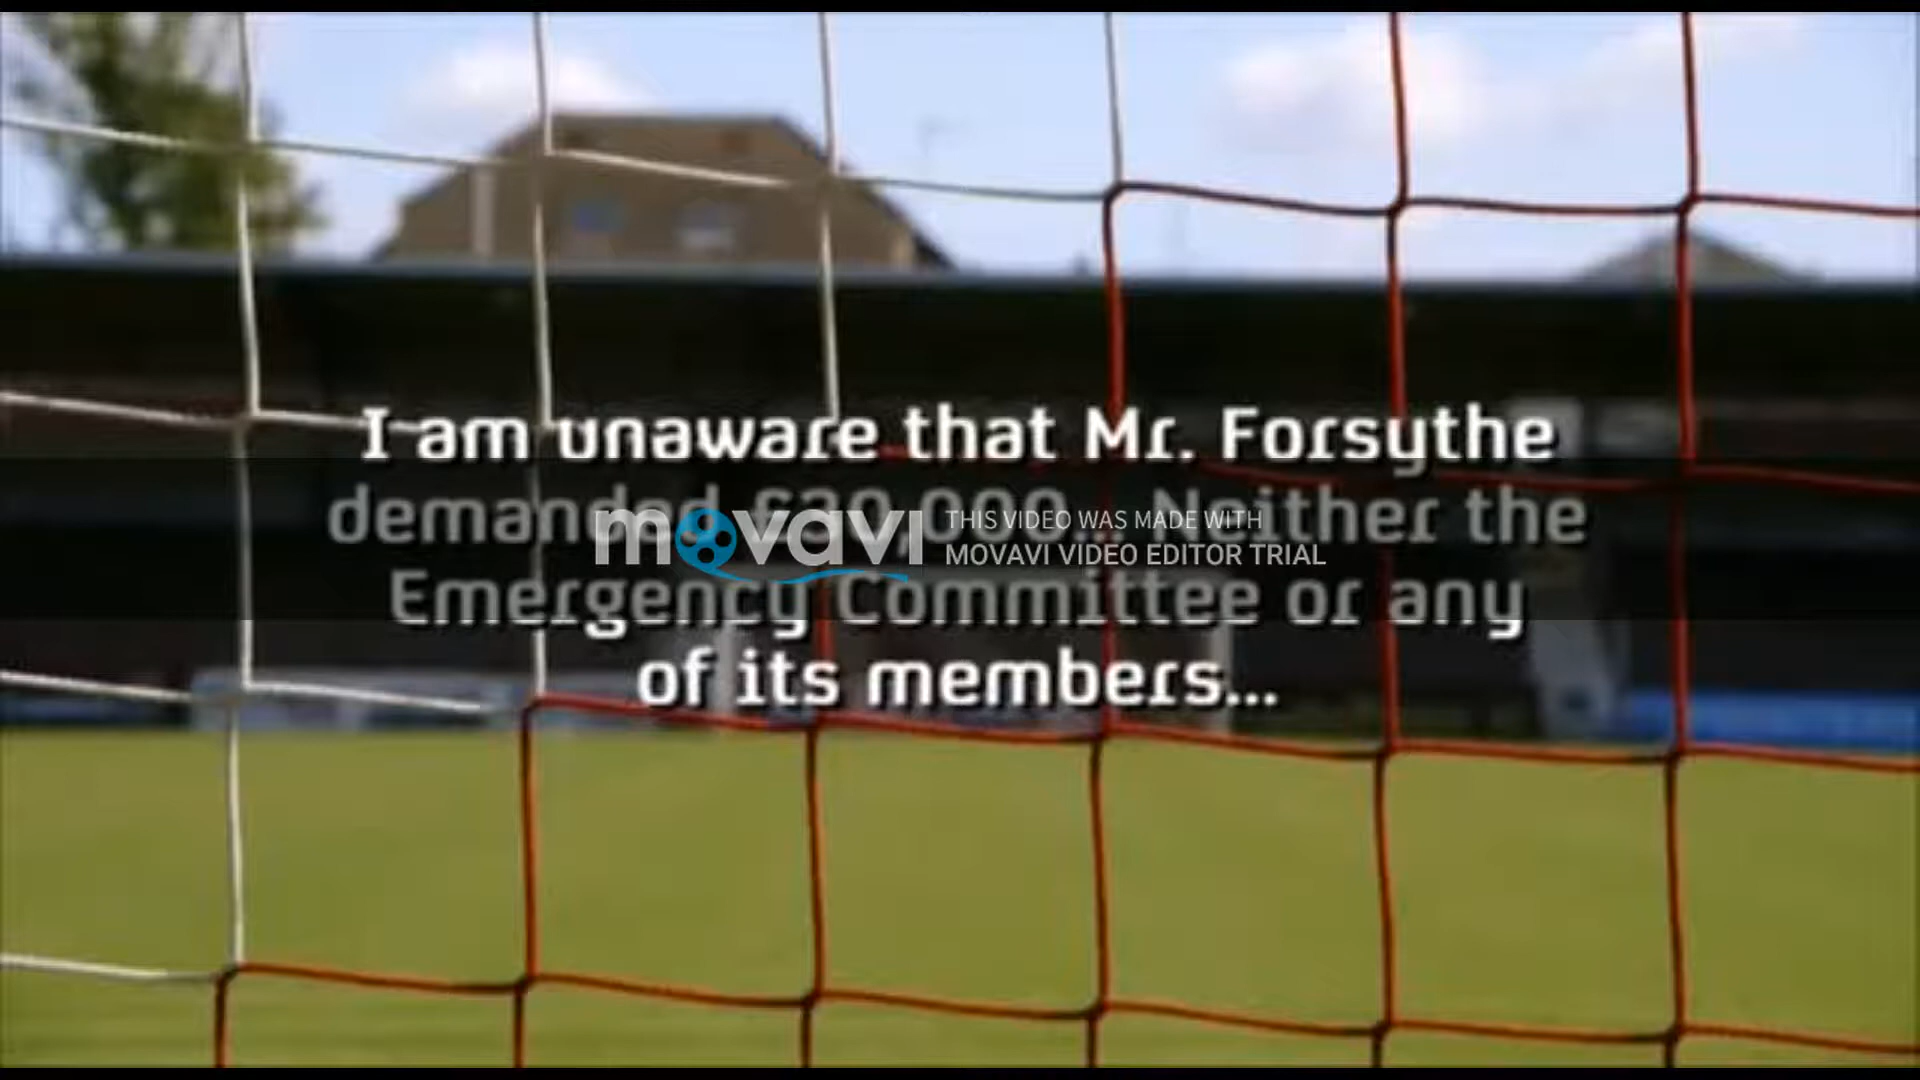 I am unaware that Mr. Forsythe
demanded £30,000... Neither the
Emergency Committee or any
of its members...
movavi
THIS VIDEO WAS MADE WITH
MOVAVI VIDEO EDITOR TRIAL